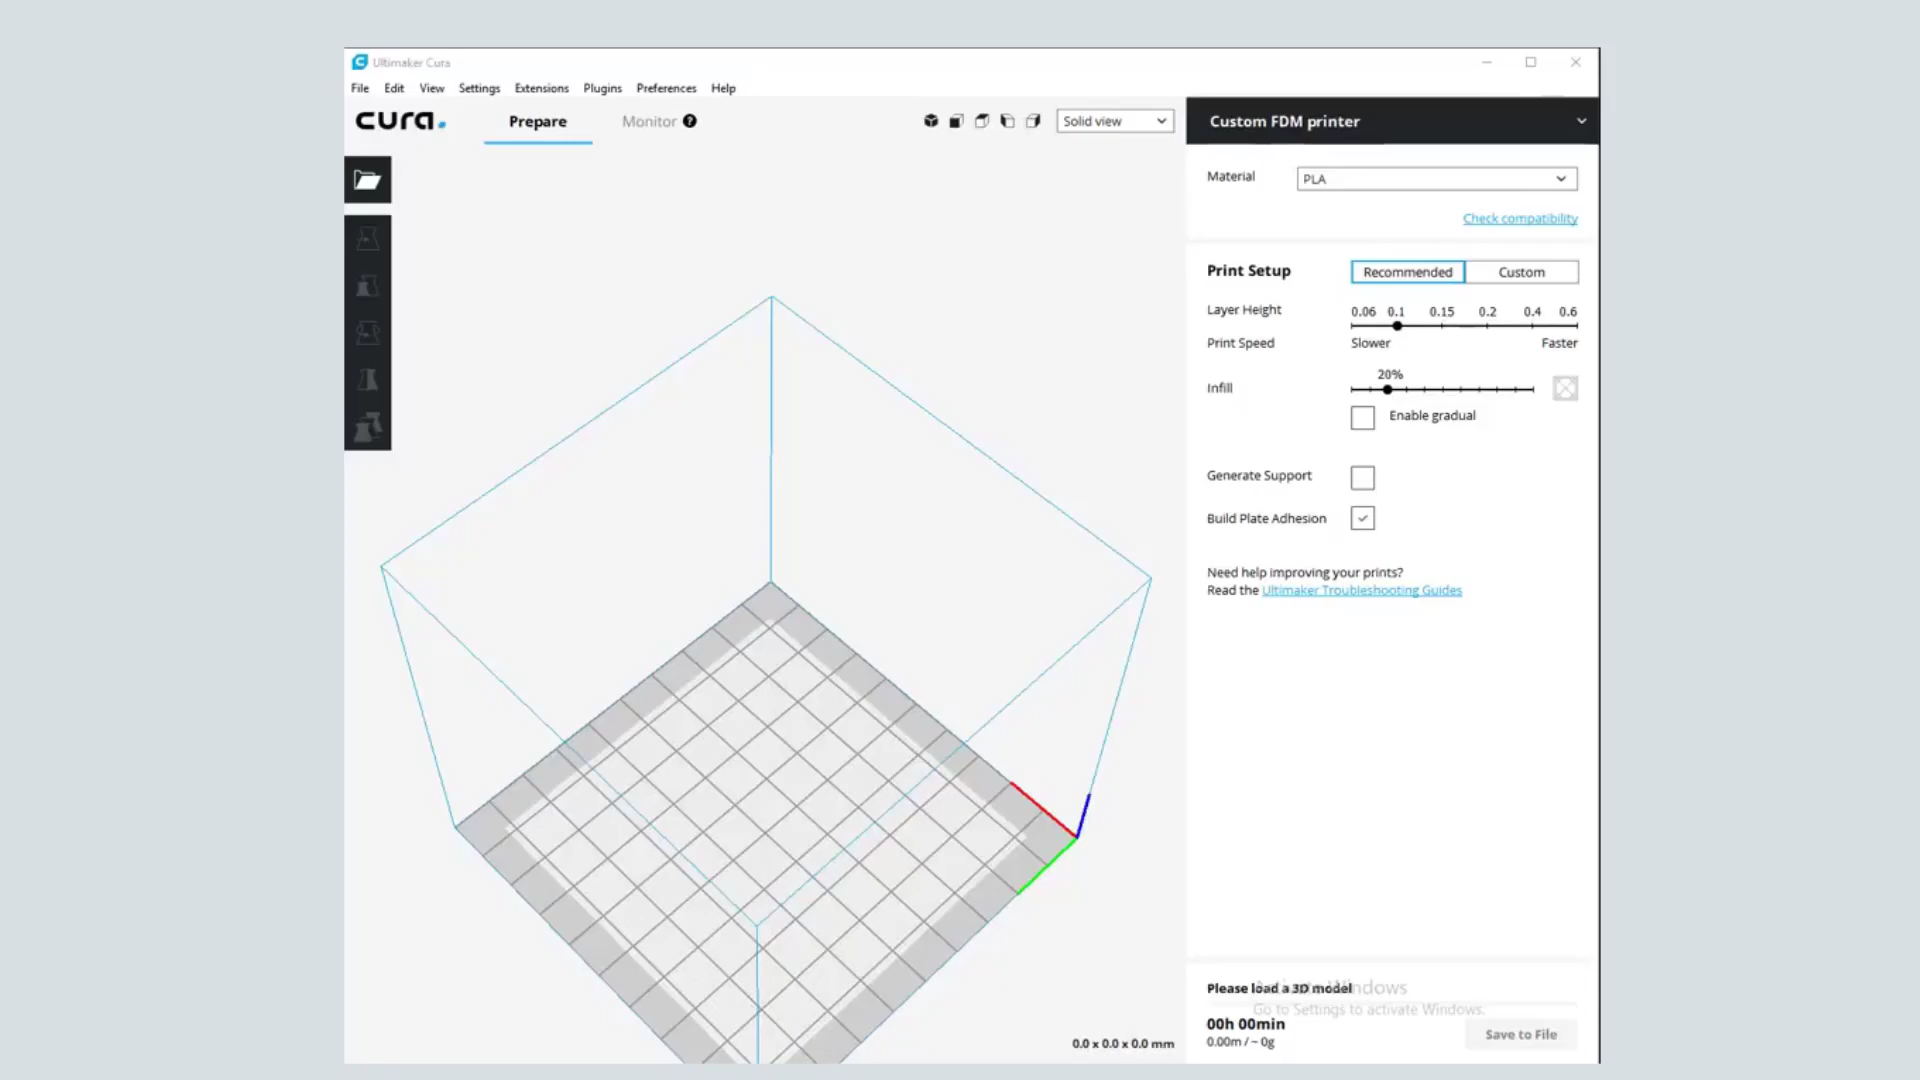 Ultimaker Cura
File Edit View Settings Extensions Plugins Preferences Help
cura. Prepare Monitor ? Solid view
Custom FDM printer
Material PLA
Check compatibility
Print Setup Recommended Custom
Layer Height 0.06 0.1 0.15 0.2 0.4 0.6
Print Speed Slower Faster
20%
Infill
Enable gradual
Generate Support
Build Plate Adhesion
Need help improving your prints?
Read the Ultimaker Troubleshooting Guides
Please load a 3D model
Activate Windows
Go to Settings to activate Windows.
00h 00min
0.00m / ~ 0g
Save to File
0.0 x 0.0 x 0.0 mm